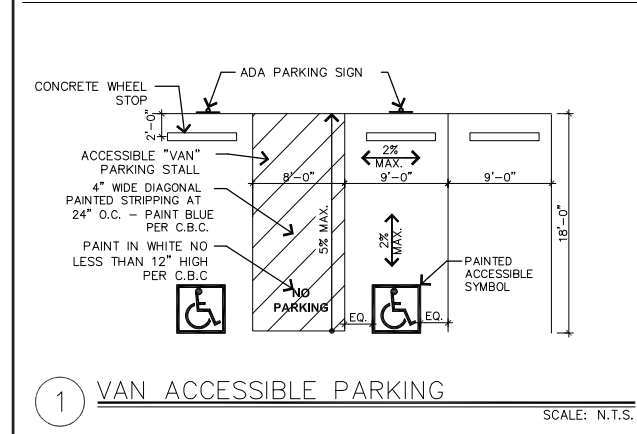 ADA PARKING SIGN
CONCRETE WHEEL
STOP
2'-0"
2%
MAX.
ACCESSIBLE "VAN"
PARKING STALL
8'-0"
9'-0"
9'-0"
4" WIDE DIAGONAL
PAINTED STRIPPING AT
24" O.C. - PAINT BLUE
PER C.B.C.
5% MAX.
2%
MAX.
18'-0"
PAINT IN WHITE NO
LESS THAN 12" HIGH
PER C.B.C
PAINTED
ACCESSIBLE
SYMBOL
NO
PARKING
EQ.
EQ.
1
VAN ACCESSIBLE PARKING
SCALE: N.T.S.